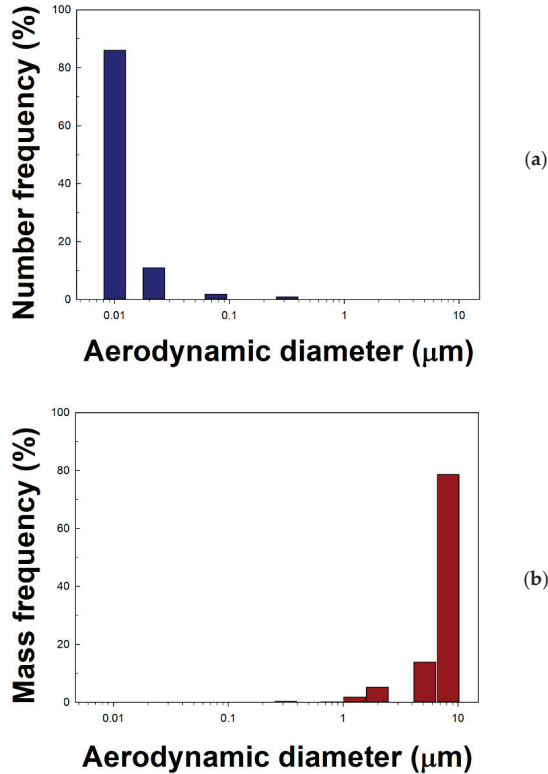 100
80
60
40
20
0
0.01 0.1 1 10
Number frequency (%)
Aerodynamic diameter (μm)
(a)
100
80
60
40
20
0
0.01 0.1 1 10
Mass frequency (%)
Aerodynamic diameter (μm)
(b)